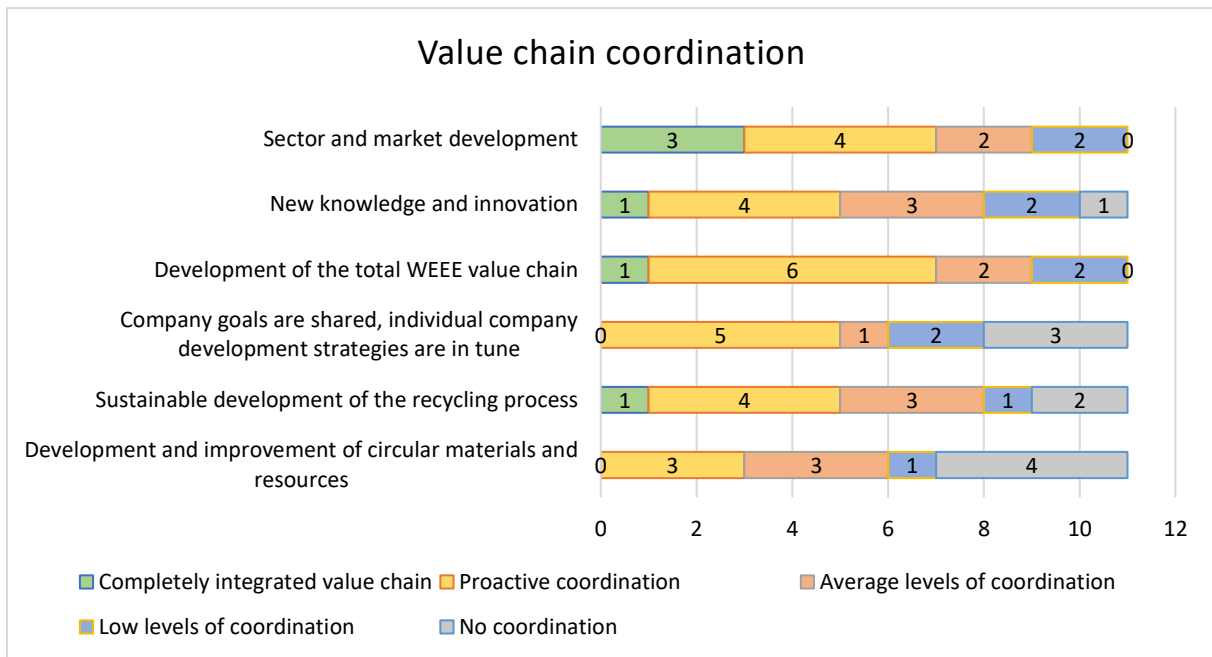 Value chain coordination
Sector and market development
3 4 2 2 0
New knowledge and innovation
1 4 3 2 1
Development of the total WEEE value chain
1 6 2 2 0
Company goals are shared, individual company
development strategies are in tune
0 5 1 2 3
Sustainable development of the recycling process
1 4 3 1 2
Development and improvement of circular materials and
resources
0 3 3 1 4
0 2 4 6 8 10 12
Completely integrated value chain Proactive coordination Average levels of coordination
Low levels of coordination No coordination